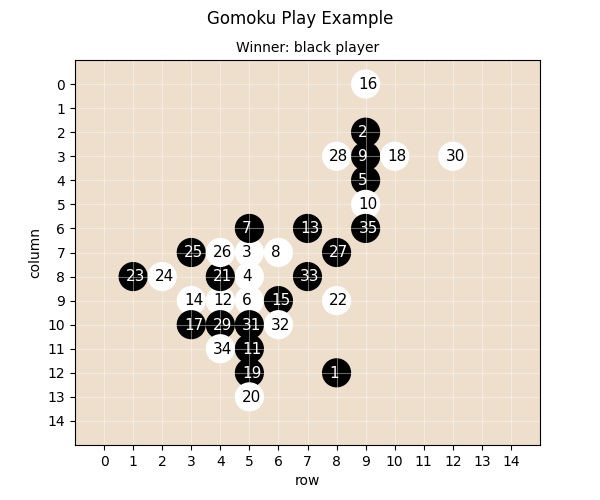 Gomoku Play Example
Winner: black player
0 16
1
2 2
3 28 9 18 30
4 5
5 10
6 7 13 35
column
7 25 26 3 8 27
8 23 24 21 4 33
9 14 12 6 15 22
10 17 29 31 32
11 34 11
12 19 1
13 20
14
0 1 2 3 4 5 6 7 8 9 10 11 12 13 14
row